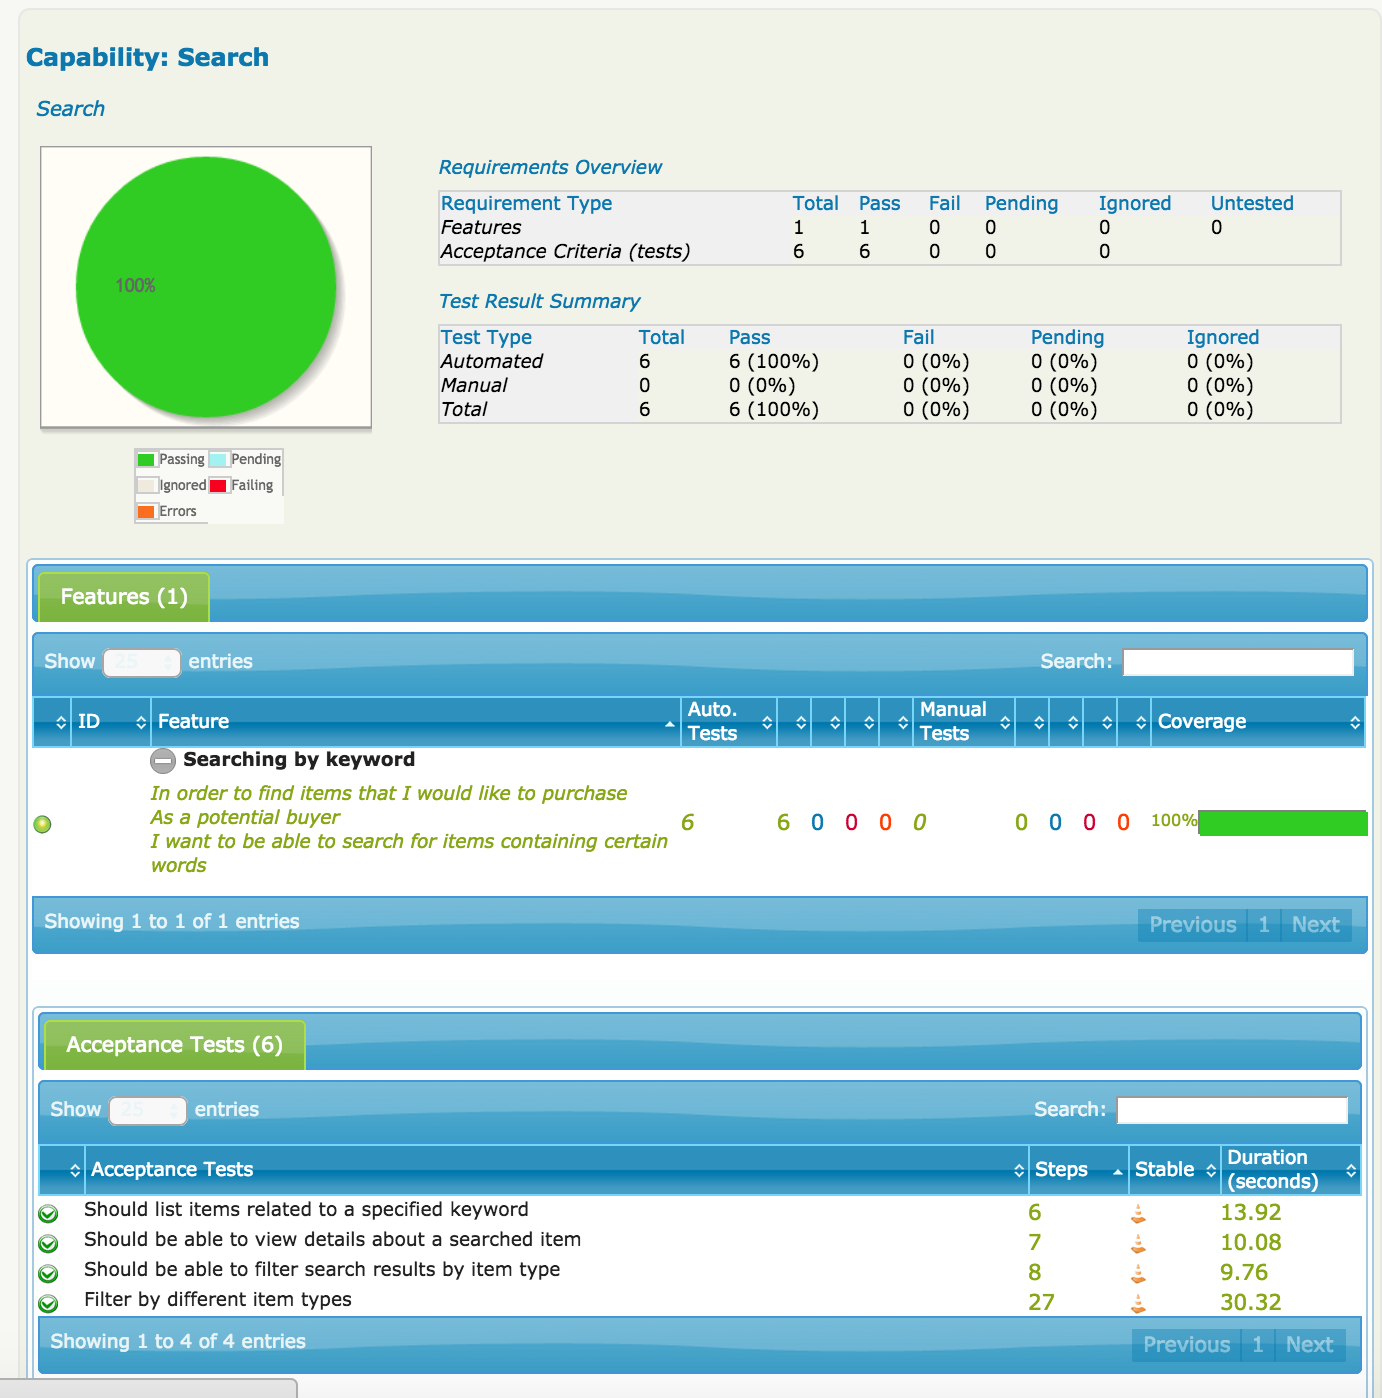 Capability: Search
Search
100%
Passing Pending
Ignored Failing
Errors
Requirements Overview
Requirement Type Total Pass Fail Pending Ignored Untested
Features 1 1 0 0 0 0
Acceptance Criteria (tests) 6 6 0 0 0
Test Result Summary
Test Type Total Pass Fail Pending Ignored
Automated 6 6 (100%) 0 (0%) 0 (0%) 0 (0%)
Manual 0 0 (0%) 0 (0%) 0 (0%) 0 (0%)
Total 6 6 (100%) 0 (0%) 0 (0%) 0 (0%)
Features (1)
Show 25 entries Search:
ID Feature Auto. Tests Manual Tests Coverage
Searching by keyword
In order to find items that I would like to purchase
As a potential buyer
I want to be able to search for items containing certain
words
6 6 0 0 0 0 0 0 0 0 100%
Showing 1 to 1 of 1 entries Previous 1 Next
Acceptance Tests (6)
Show 25 entries Search:
Acceptance Tests Steps Stable Duration (seconds)
Should list items related to a specified keyword 6 13.92
Should be able to view details about a searched item 7 10.08
Should be able to filter search results by item type 8 9.76
Filter by different item types 27 30.32
Showing 1 to 4 of 4 entries Previous 1 Next